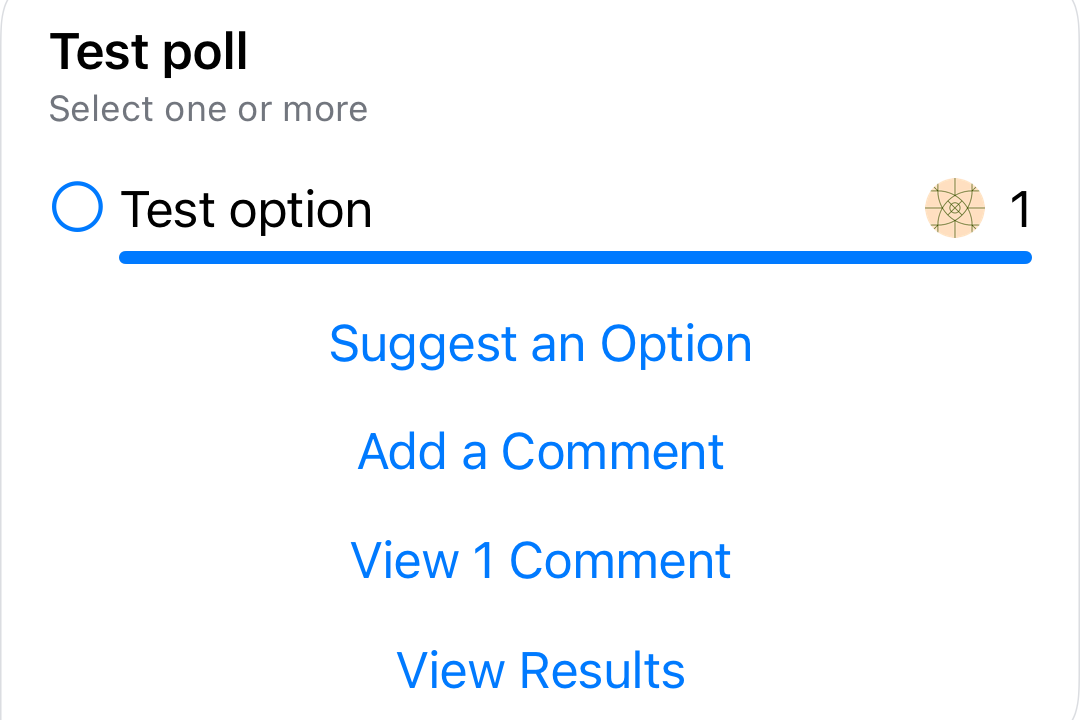 Test poll
Select one or more
Test option 1
Suggest an Option
Add a Comment
View 1 Comment
View Results